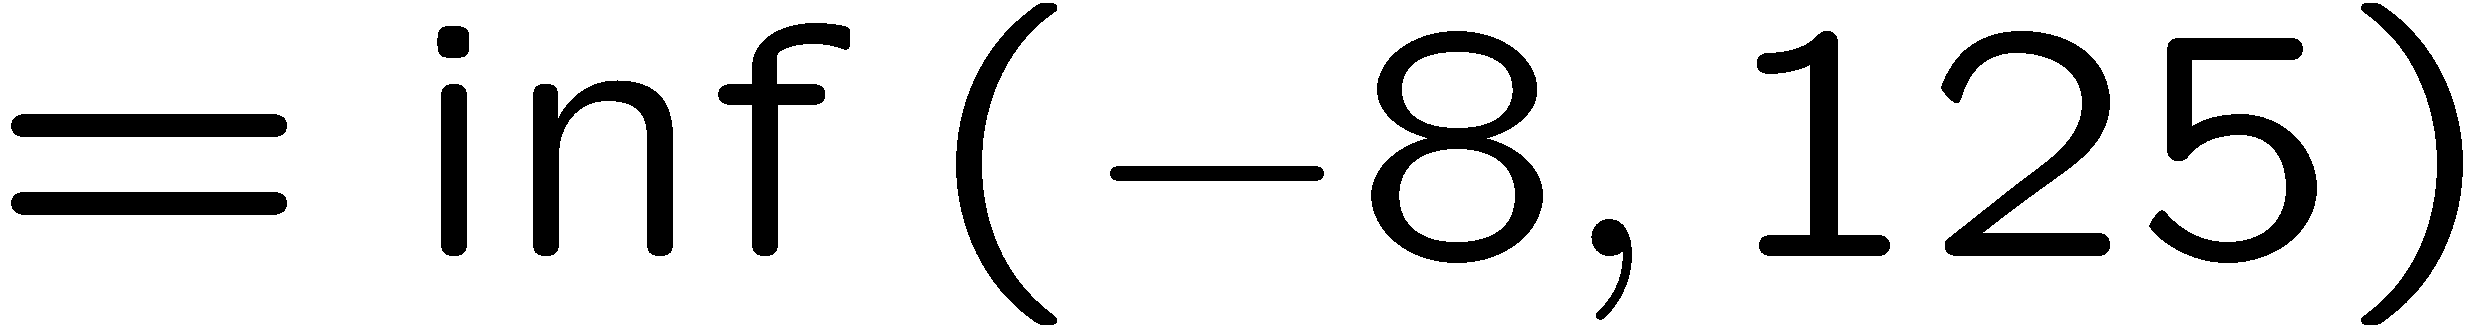 = inf (−8, 125)